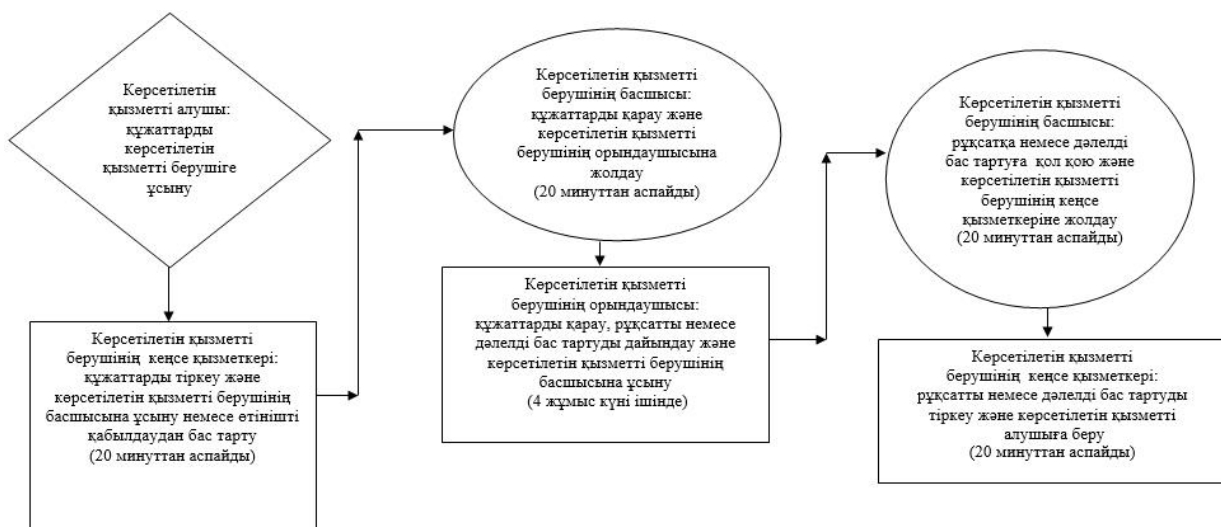 Көрсетілетін
қызметті алушы:
құжаттарды
көрсетілетін
қызметті берушіге
ұсыну
Көрсетілетін қызметті
берушінің кеңсе қызметкері:
құжаттарды тіркеу және
көрсетілетін қызметті берушінің
басшысына ұсыну немесе өтінішті
қабылдаудан бас тарту
(20 минуттан аспайды)
Көрсетілетін қызметті
берушінің басшысы:
құжаттарды қарау және
көрсетілетін қызметті
берушінің орындаушысына
жолдау
(20 минуттан аспайды)
Көрсетілетін қызметті
берушінің орындаушысы:
құжаттарды қарау, рұқсатты немесе
дәлелді бас тартуды дайындау және
көрсетілетін қызметті берушінің
басшысына ұсыну
(4 жұмыс күні ішінде)
Көрсетілетін қызметті
берушінің басшысы:
рұқсатқа немесе дәлелді
бас тартуға қол қою және
көрсетілетін қызметті
берушінің кеңсе
қызметкеріне жолдау
(20 минуттан аспайды)
Көрсетілетін қызметті
берушінің кеңсе қызметкері:
рұқсатты немесе дәлелді бас тартуды
тіркеу және көрсетілетін қызметті
алушыға беру
(20 минуттан аспайды)